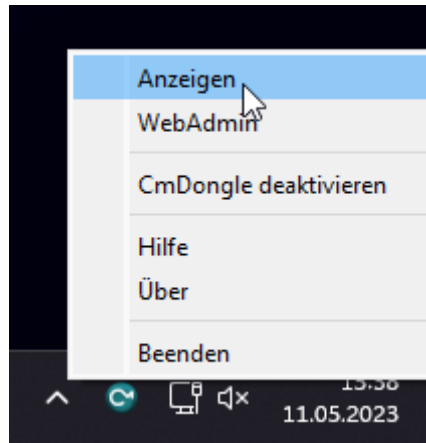 Anzeigen
WebAdmin
CmDongle deaktivieren
Hilfe
Über
Beenden
11.05.2023